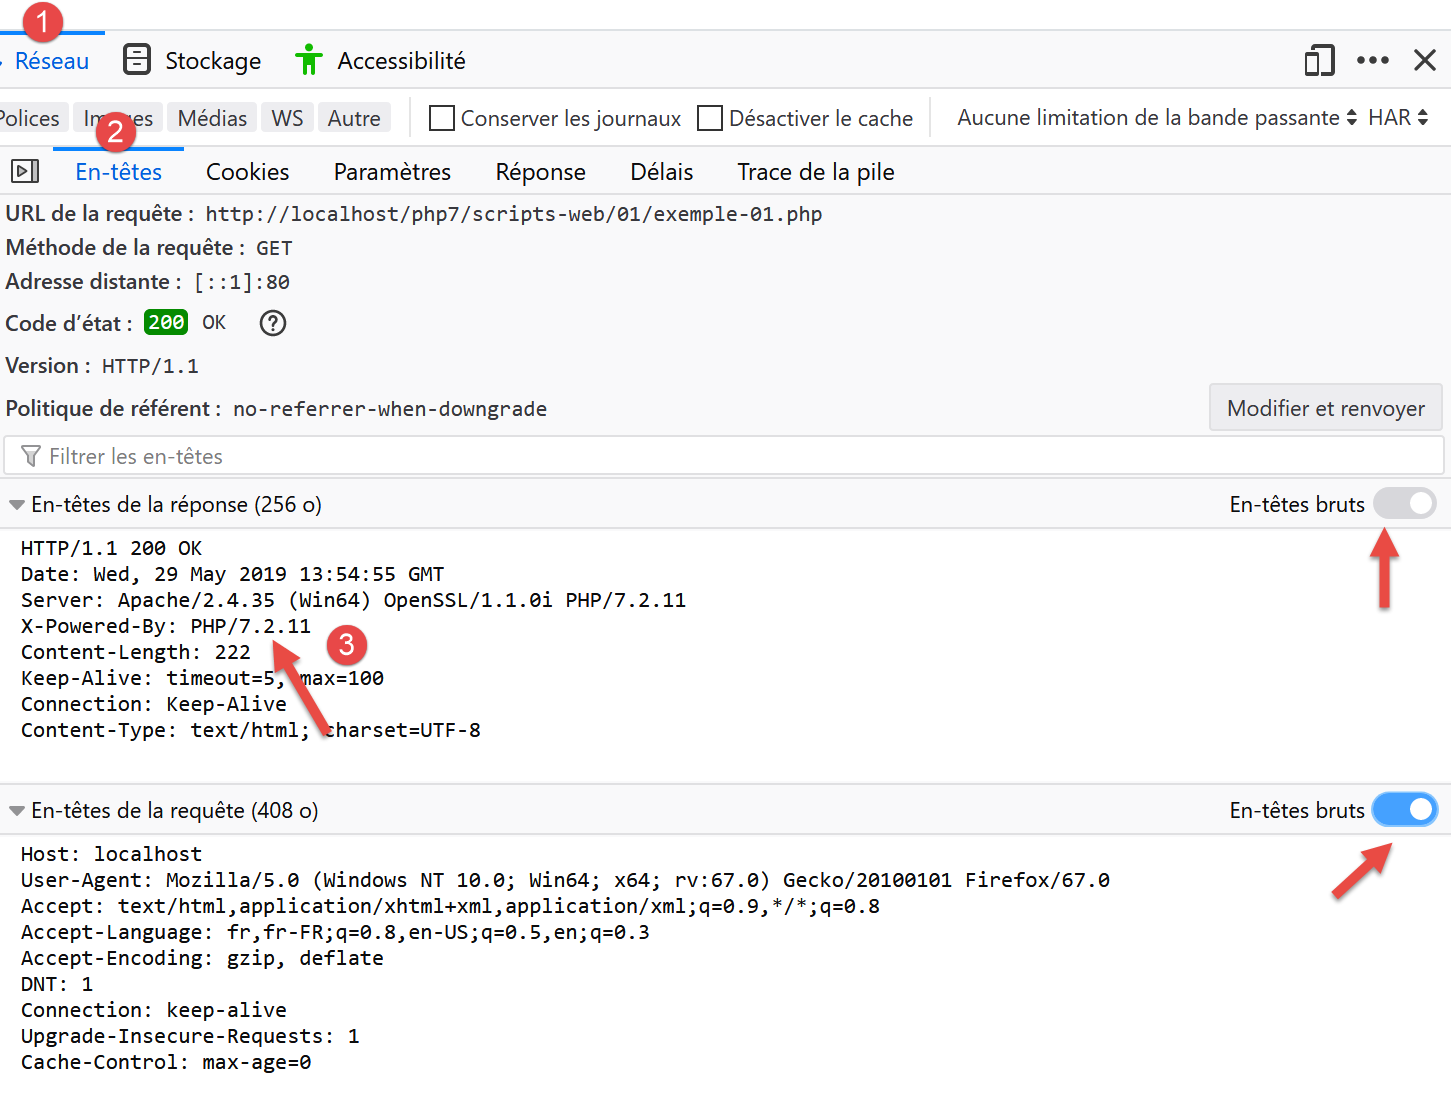 1
Réseau Stockage Accessibilité
Polices Images Médias WS Autre Conserver les journaux Désactiver le cache Aucune limitation de la bande passante HAR
2
En-têtes Cookies Paramètres Réponse Délais Trace de la pile
URL de la requête : http://localhost/php7/scripts-web/01/exemple-01.php
Méthode de la requête : GET
Adresse distante : [::1]:80
Code d’état : 200 OK ?
Version : HTTP/1.1
Politique de référent : no-referrer-when-downgrade Modifier et renvoyer
Filtrer les en-têtes
En-têtes de la réponse (256 o) En-têtes bruts
HTTP/1.1 200 OK
Date: Wed, 29 May 2019 13:54:55 GMT
Server: Apache/2.4.35 (Win64) OpenSSL/1.1.0i PHP/7.2.11
X-Powered-By: PHP/7.2.11
3
Content-Length: 222
Keep-Alive: timeout=5, max=100
Connection: Keep-Alive
Content-Type: text/html; charset=UTF-8
En-têtes de la requête (408 o) En-têtes bruts
Host: localhost
User-Agent: Mozilla/5.0 (Windows NT 10.0; Win64; x64; rv:67.0) Gecko/20100101 Firefox/67.0
Accept: text/html,application/xhtml+xml,application/xml;q=0.9,*/*;q=0.8
Accept-Language: fr,fr-FR;q=0.8,en-US;q=0.5,en;q=0.3
Accept-Encoding: gzip, deflate
DNT: 1
Connection: keep-alive
Upgrade-Insecure-Requests: 1
Cache-Control: max-age=0